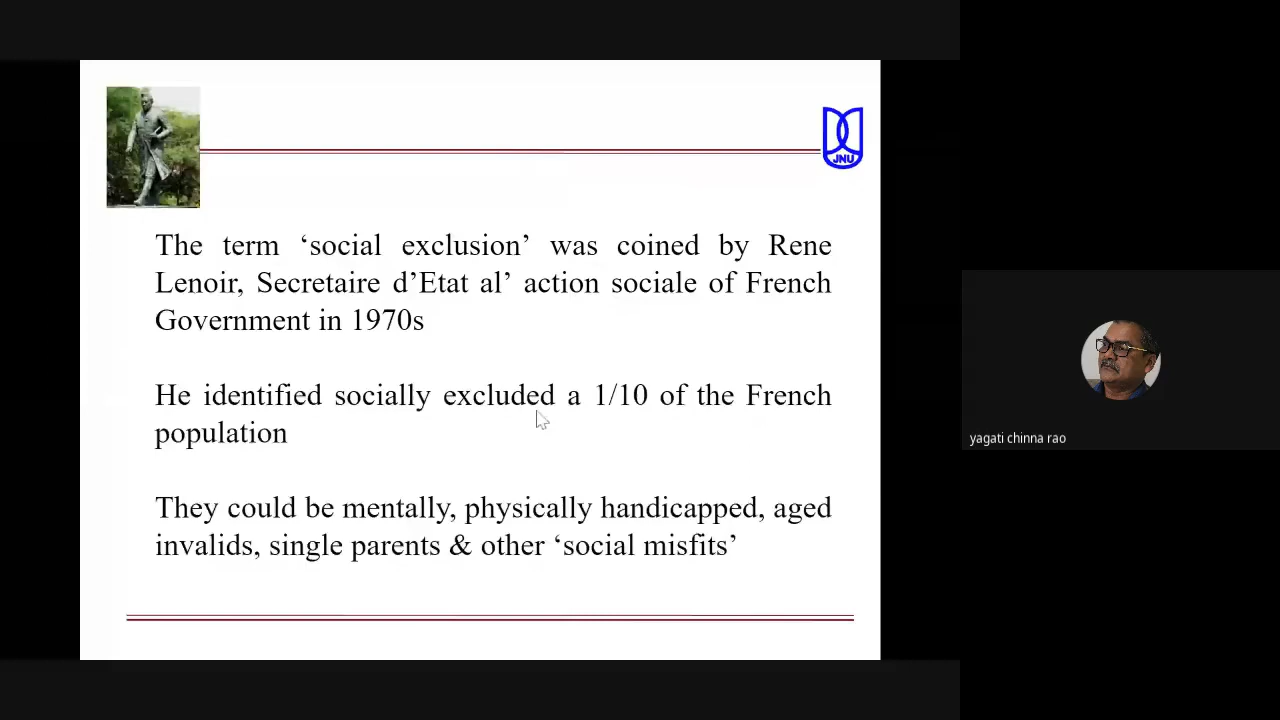 JNU
The term ‘social exclusion’ was coined by Rene
Lenoir, Secretaire d’Etat al’ action sociale of French
Government in 1970s
He identified socially excluded a 1/10 of the French
population
They could be mentally, physically handicapped, aged
invalids, single parents & other ‘social misfits’
yagati chinna rao